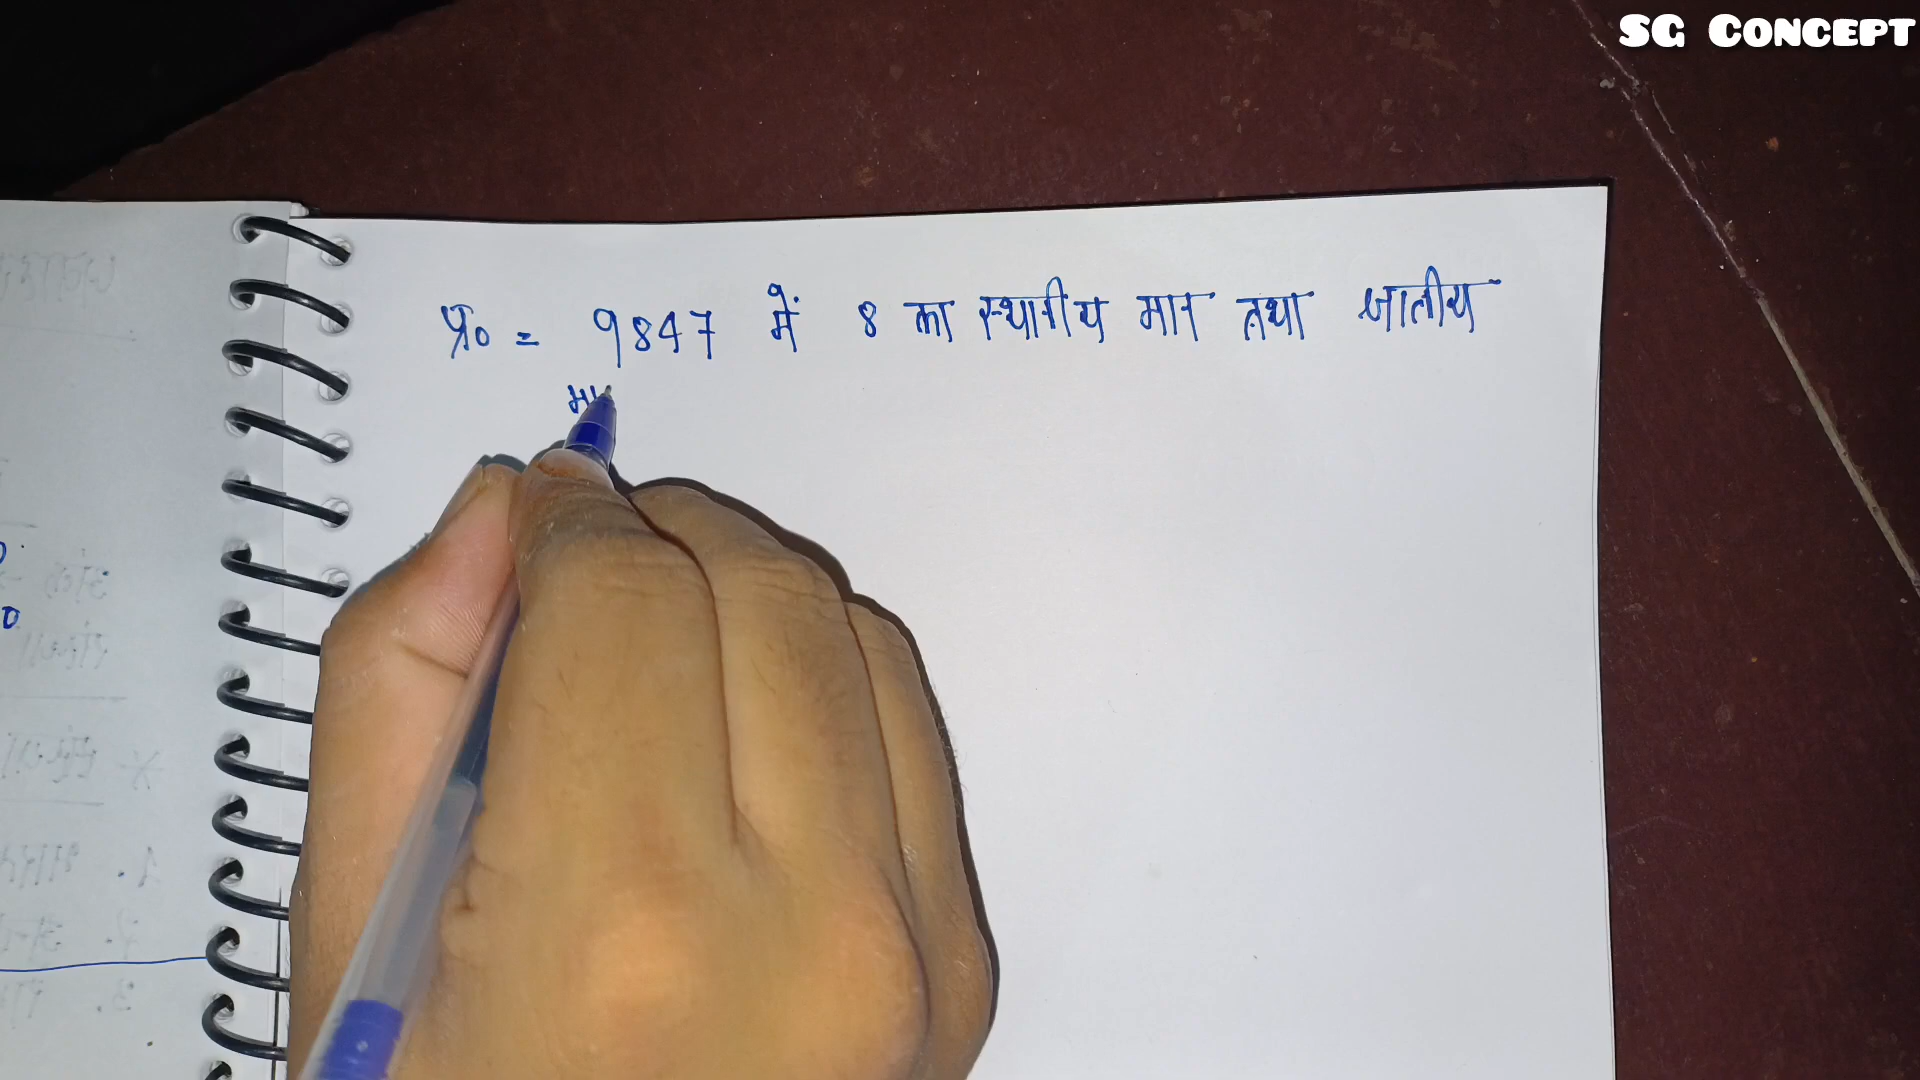 SG CONCEPT
प्र० = 9847 में 8 का स्थानीय मान तथा जातीय
मा